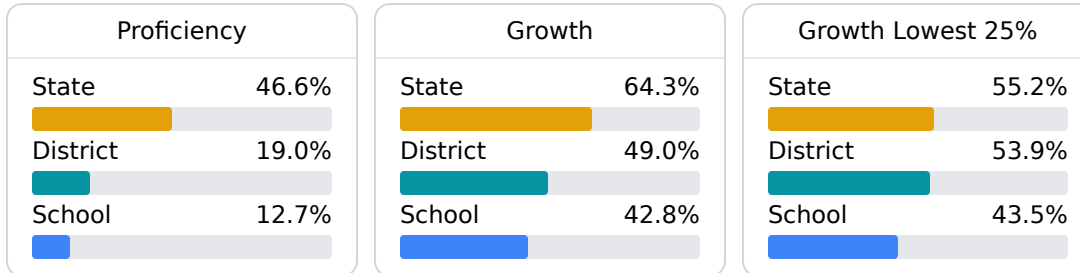 Proficiency
State 46.6%
District 19.0%
School 12.7%
Growth
State 64.3%
District 49.0%
School 42.8%
Growth Lowest 25%
State 55.2%
District 53.9%
School 43.5%